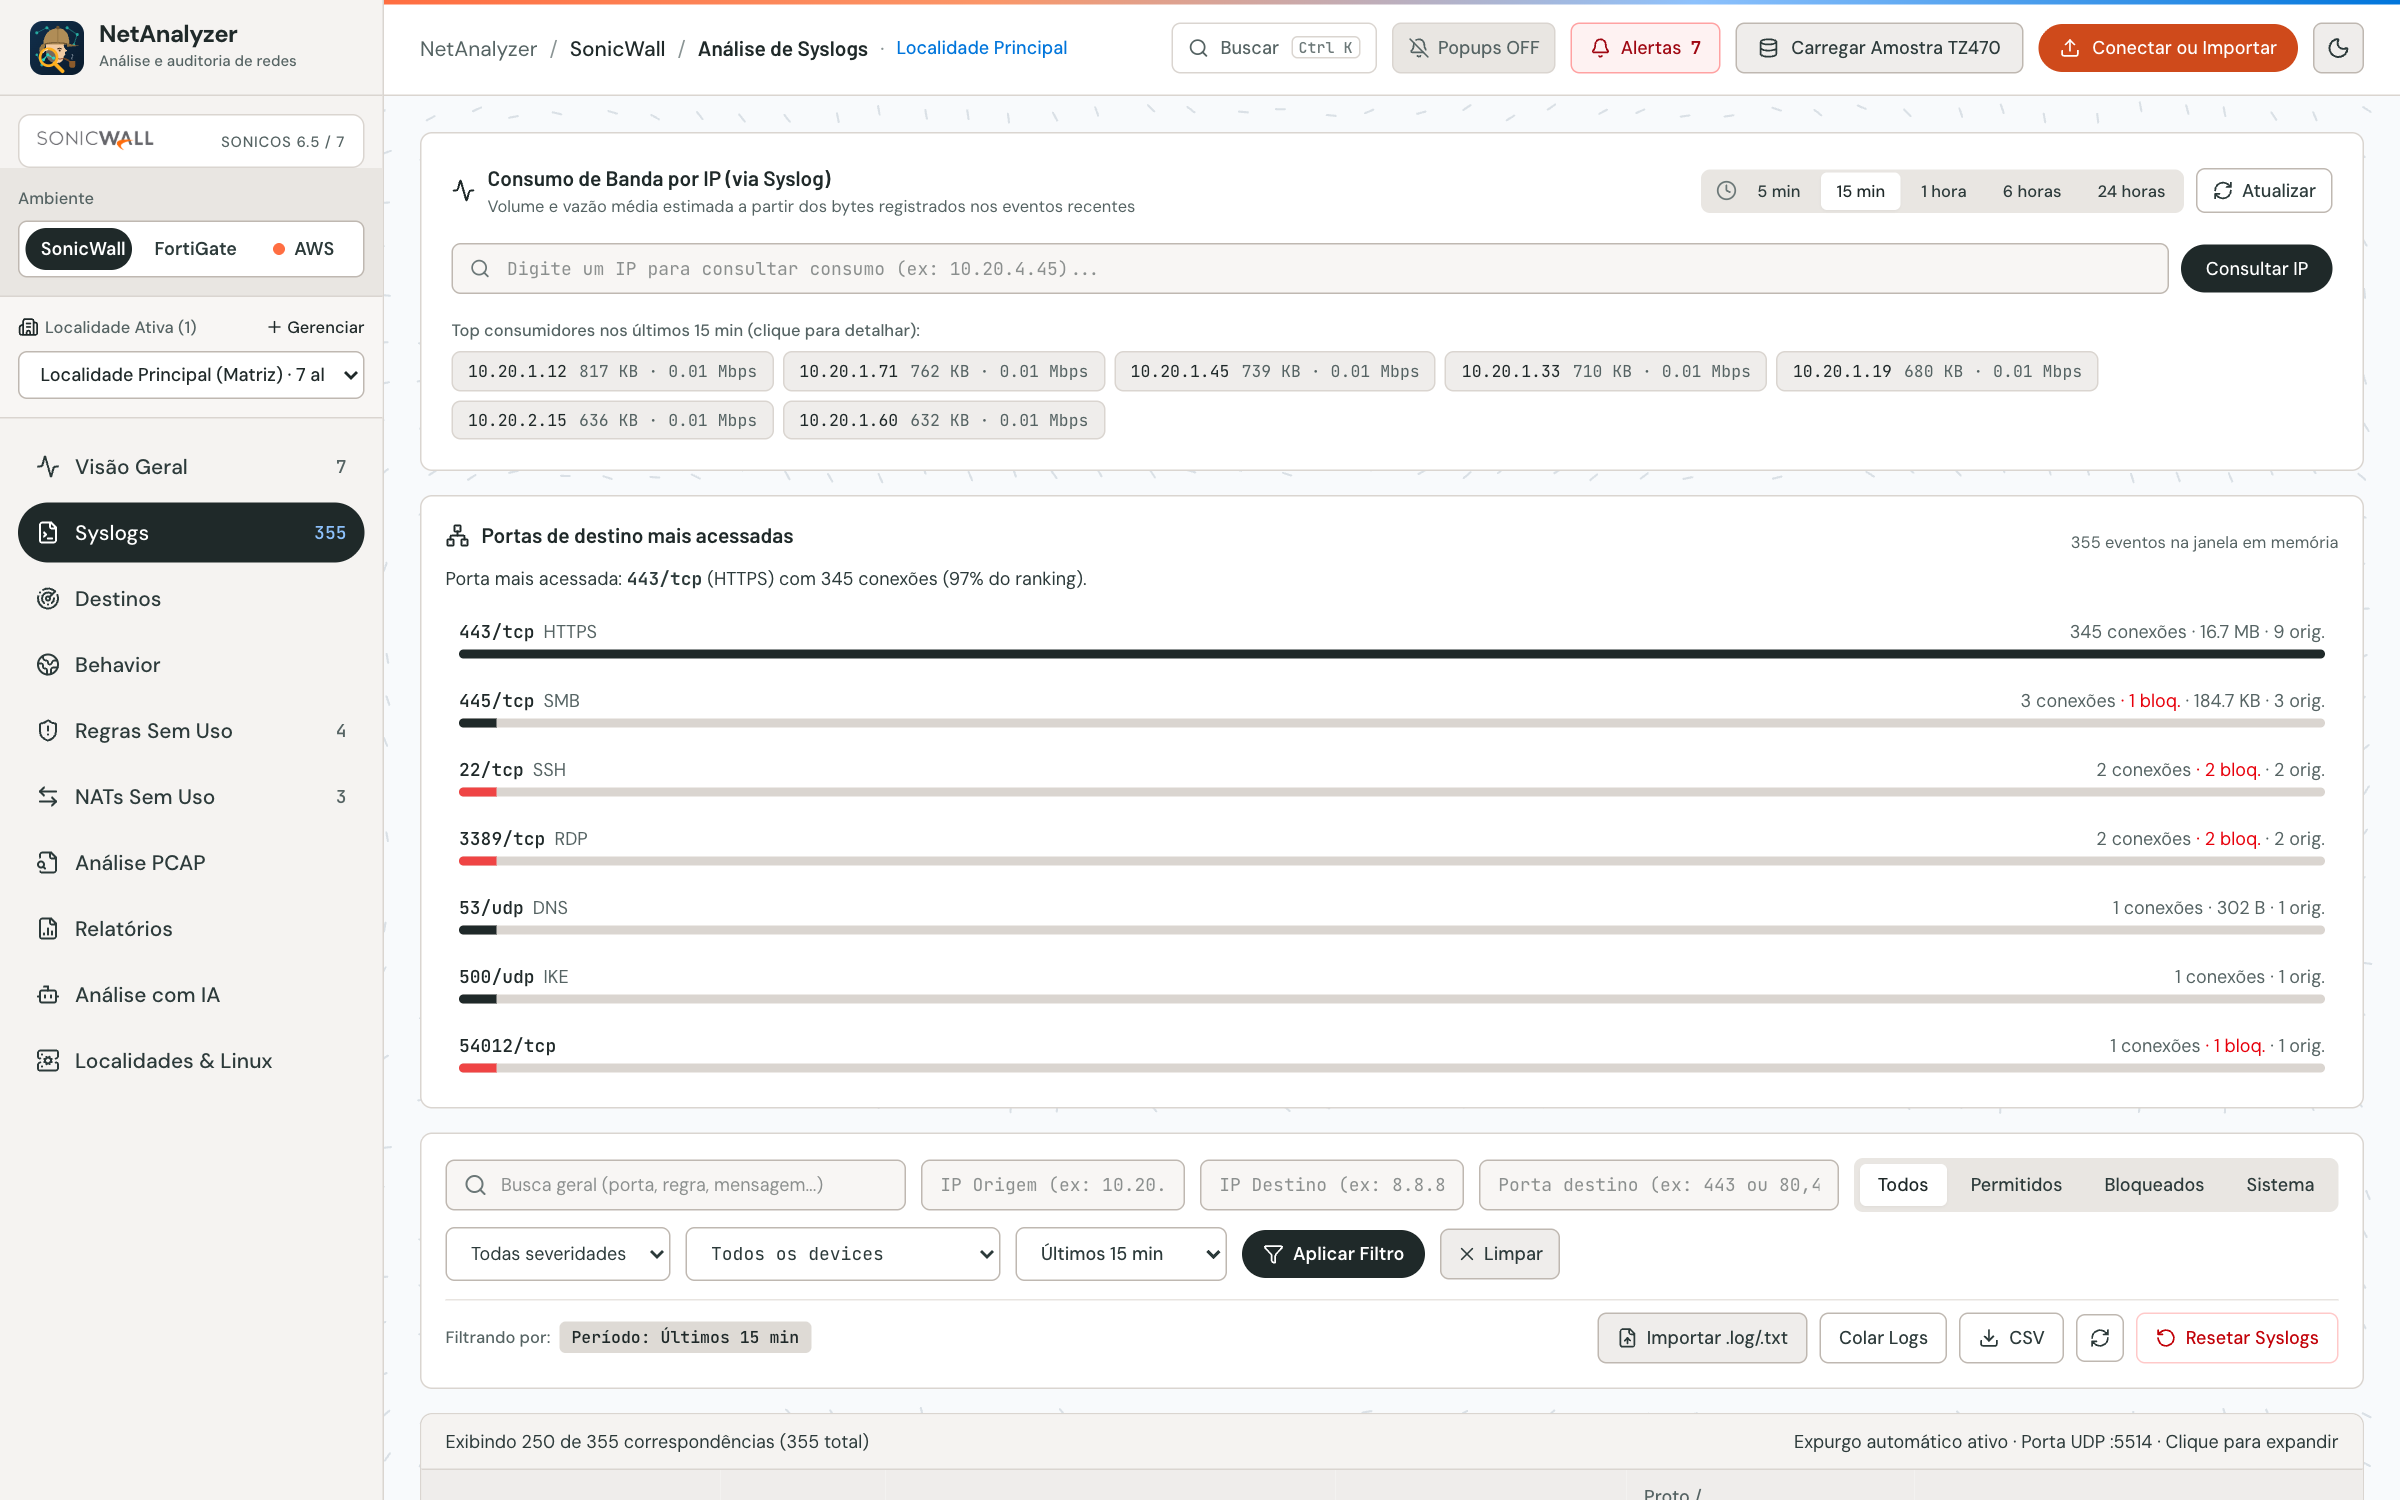 NetAnalyzer
Análise e auditoria de redes
SONICWALL
SONICOS 6.5 / 7
Ambiente
SonicWall
FortiGate
AWS
Localidade Ativa (1)
+ Gerenciar
Localidade Principal (Matriz) · 7 al
Visão Geral 7
Syslogs 355
Destinos
Behavior
Regras Sem Uso 4
NATs Sem Uso 3
Análise PCAP
Relatórios
Análise com IA
Localidades & Linux
NetAnalyzer / SonicWall / Análise de Syslogs · Localidade Principal
Buscar Ctrl K
Popups OFF
Alertas 7
Carregar Amostra TZ470
Conectar ou Importar
Consumo de Banda por IP (via Syslog)
Volume e vazão média estimada a partir dos bytes registrados nos eventos recentes
5 min
15 min
1 hora
6 horas
24 horas
Atualizar
Digite um IP para consultar consumo (ex: 10.20.4.45)...
Consultar IP
Top consumidores nos últimos 15 min (clique para detalhar):
10.20.1.12 817 KB · 0.01 Mbps
10.20.1.71 762 KB · 0.01 Mbps
10.20.1.45 739 KB · 0.01 Mbps
10.20.1.33 710 KB · 0.01 Mbps
10.20.1.19 680 KB · 0.01 Mbps
10.20.2.15 636 KB · 0.01 Mbps
10.20.1.60 632 KB · 0.01 Mbps
Portas de destino mais acessadas
355 eventos na janela em memória
Porta mais acessada: 443/tcp (HTTPS) com 345 conexões (97% do ranking).
443/tcp HTTPS
345 conexões · 16.7 MB · 9 orig.
445/tcp SMB
3 conexões · 1 bloq. · 184.7 KB · 3 orig.
22/tcp SSH
2 conexões · 2 bloq. · 2 orig.
3389/tcp RDP
2 conexões · 2 bloq. · 2 orig.
53/udp DNS
1 conexões · 302 B · 1 orig.
500/udp IKE
1 conexões · 1 orig.
54012/tcp
1 conexões · 1 bloq. · 1 orig.
Busca geral (porta, regra, mensagem...)
IP Origem (ex: 10.20.
IP Destino (ex: 8.8.8
Porta destino (ex: 443 ou 80,4
Todos
Permitidos
Bloqueados
Sistema
Todas severidades
Todos os devices
Últimos 15 min
Aplicar Filtro
Limpar
Filtrando por: Período: Últimos 15 min
Importar .log/.txt
Colar Logs
CSV
Resetar Syslogs
Exibindo 250 de 355 correspondências (355 total)
Expurgo automático ativo · Porta UDP :5514 · Clique para expandir
Proto /